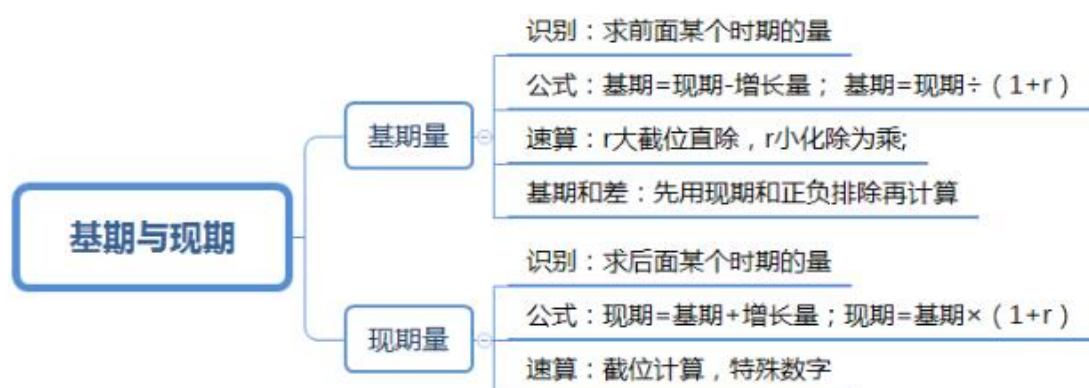 基期与现期
基期量
识别：求前面某个时期的量
公式：基期=现期-增长量； 基期=现期÷（1+r）
速算：r大截位直除，r小化除为乘;
基期和差：先用现期和正负排除再计算
现期量
识别：求后面某个时期的量
公式：现期=基期+增长量；现期=基期×（1+r）
速算：截位计算，特殊数字